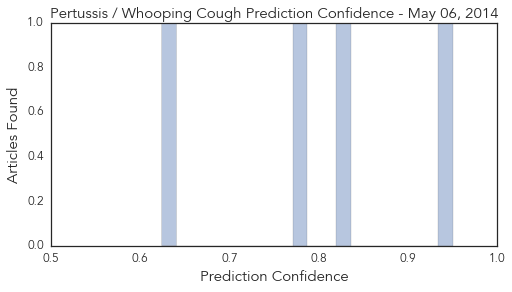 Pertussis / Whooping Cough Prediction Confidence - May 06, 2014
1.0
0.8
0.6
0.4
0.2
0.0
Articles Found
0.5 0.6 0.7 0.8 0.9 1.0
Prediction Confidence